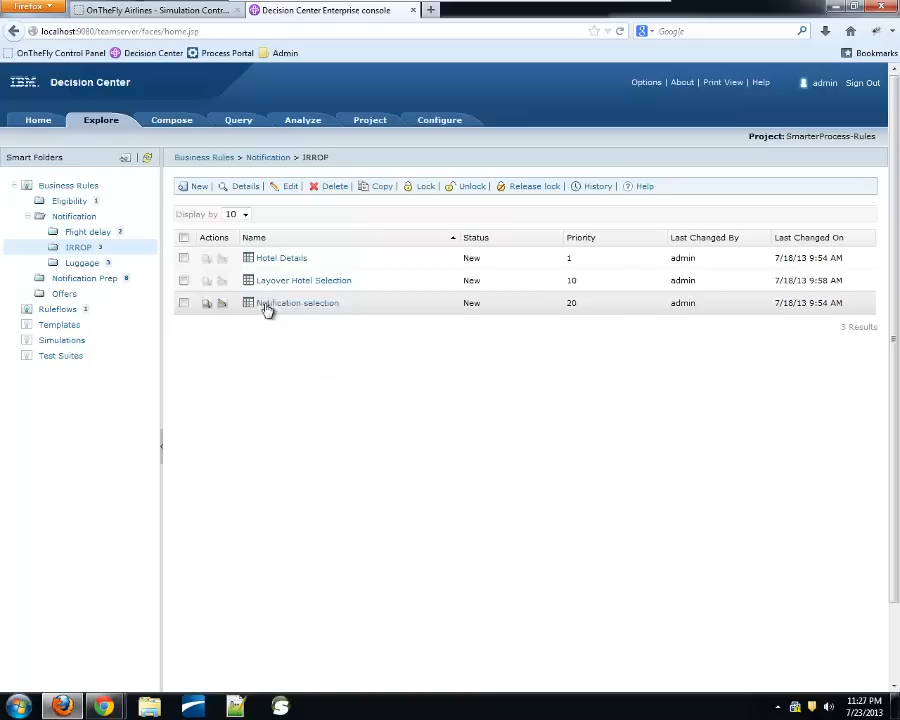 Firefox
OnTheFly Airlines - Simulation Contr...
Decision Center Enterprise console
localhost:9080/teamserver/faces/home.jsp
Google
OnTheFly Control Panel
Decision Center
Process Portal
Admin
Bookmarks
IBM. Decision Center
Options | About | Print View | Help
admin Sign Out
Home Explore Compose Query Analyze Project Configure
Project: SmarterProcess-Rules
Smart Folders
Business Rules > Notification > IRROP
Business Rules
Eligibility 1
Notification
Flight delay 2
IRROP 3
Luggage 3
Notification Prep 8
Offers
Ruleflows 1
Templates
Simulations
Test Suites
New Details Edit Delete Copy Lock Unlock Release lock History Help
Display by 10
Actions Name Status Priority Last Changed By Last Changed On
Hotel Details New 1 admin 7/18/13 9:54 AM
Layover Hotel Selection New 10 admin 7/18/13 9:58 AM
Notification selection New 20 admin 7/18/13 9:54 AM
3 Results
11:27 PM
7/23/2013